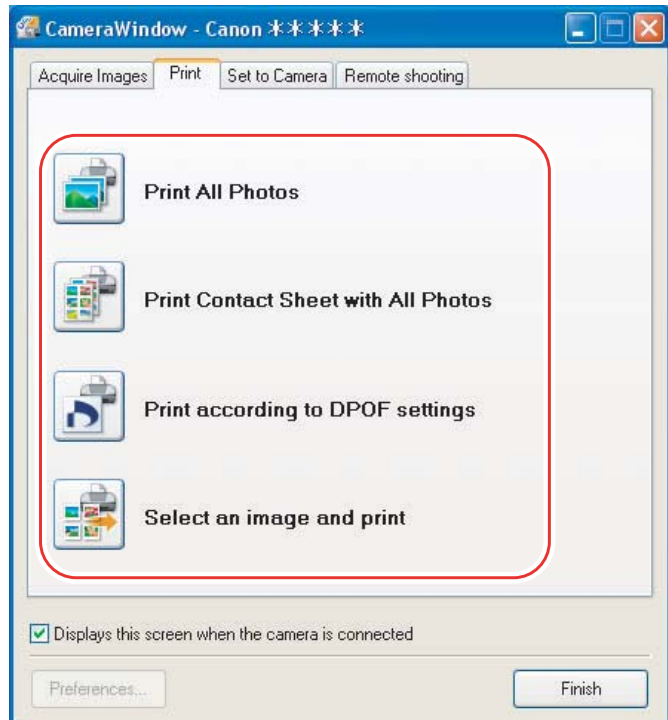 CameraWindow - Canon ＊＊＊＊＊
Acquire Images Print Set to Camera Remote shooting
Print All Photos
Print Contact Sheet with All Photos
Print according to DPOF settings
Select an image and print
Displays this screen when the camera is connected
Preferences... Finish